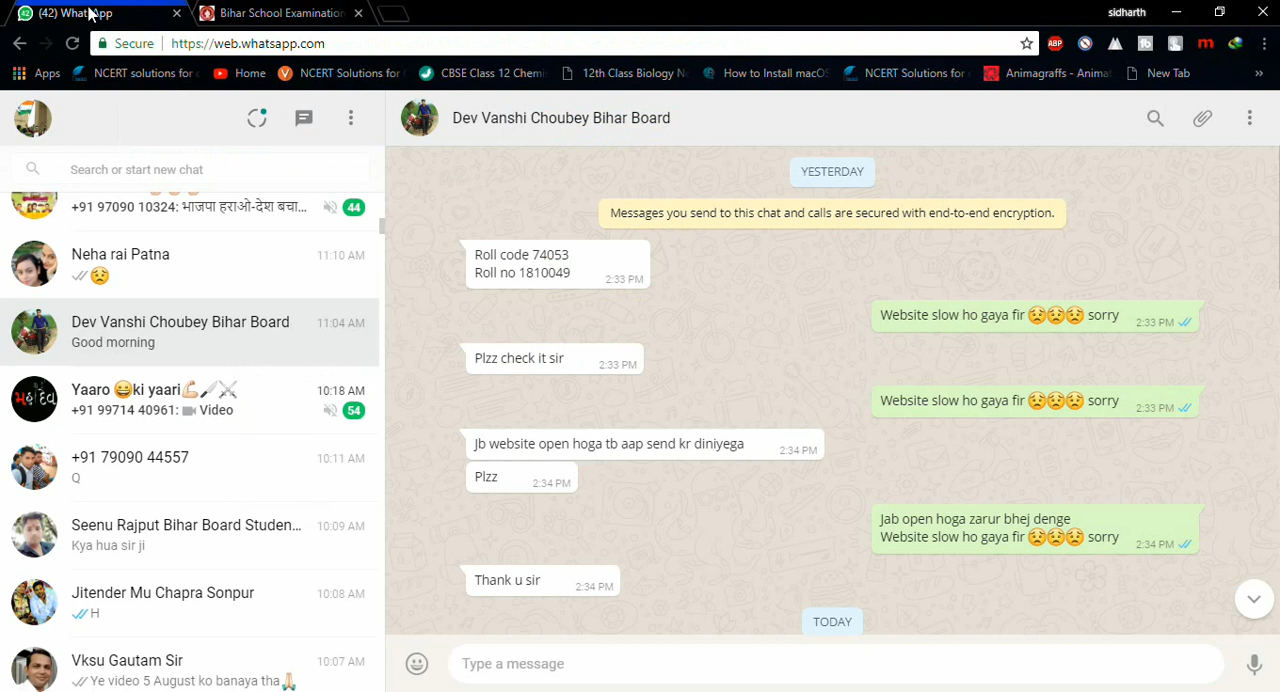 (42) WhatsApp
Bihar School Examination
sidharth
Secure
https://web.whatsapp.com
ABP
Apps
NCERT solutions for
Home
NCERT Solutions for
CBSE Class 12 Chemi
12th Class Biology N
How to Install macOS
NCERT Solutions for
Animagraffs - Animat
New Tab
Search or start new chat
+91 97090 10324: भाजपा हराओ-देश बचा...
44
Neha rai Patna
11:10 AM
😟
Dev Vanshi Choubey Bihar Board
11:04 AM
Good morning
Yaaro 😂ki yaari💪🏻🗡⚔
10:18 AM
+91 99714 40961: Video
54
+91 79090 44557
10:11 AM
Q
Seenu Rajput Bihar Board Studen...
10:09 AM
Kya hua sir ji
Jitender Mu Chapra Sonpur
10:08 AM
H
Vksu Gautam Sir
10:07 AM
Ye video 5 August ko banaya tha🙏🏻
Dev Vanshi Choubey Bihar Board
YESTERDAY
Messages you send to this chat and calls are secured with end-to-end encryption.
Roll code 74053
Roll no 1810049
2:33 PM
Website slow ho gaya fir 😟😟😟 sorry
2:33 PM
Plzz check it sir
2:33 PM
Website slow ho gaya fir 😟😟😟 sorry
2:33 PM
Jb website open hoga tb aap send kr diniyega
2:34 PM
Plzz
2:34 PM
Jab open hoga zarur bhej denge
Website slow ho gaya fir 😟😟😟 sorry
2:34 PM
Thank u sir
2:34 PM
TODAY
Type a message